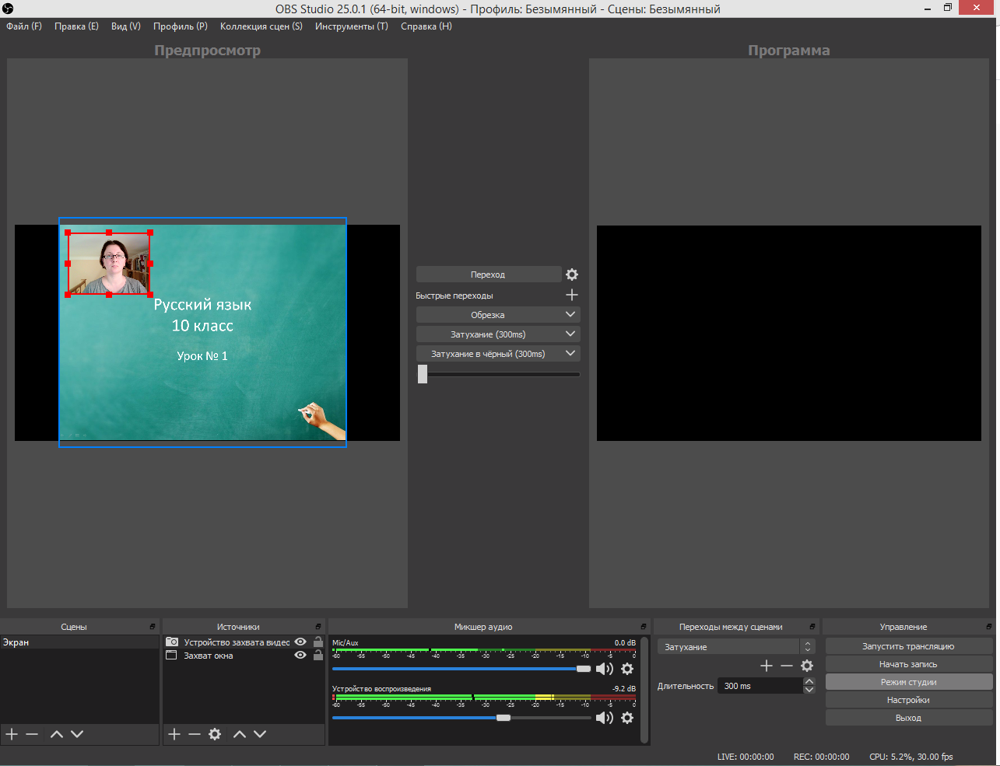 OBS Studio 25.0.1 (64-bit, windows) - Профиль: Безымянный - Сцены: Безымянный
Файл (F) Правка (E) Вид (V) Профиль (P) Коллекция сцен (S) Инструменты (T) Справка (H)
Предпросмотр
Программа
Русский язык
10 класс
Урок № 1
Переход
Быстрые переходы
Обрезка
Затухание (300ms)
Затухание в чёрный (300ms)
Сцены
Экран
Источники
Устройство захвата видео
Захват окна
Микшер аудио
Mic/Aux 0.0 dB
-60 -55 -50 -45 -40 -35 -30 -25 -20 -15 -10 -5 0
Устройство воспроизведения -9.2 dB
-60 -55 -50 -45 -40 -35 -30 -25 -20 -15 -10 -5 0
Переходы между сценами
Затухание
Длительность 300 ms
Управление
Запустить трансляцию
Начать запись
Режим студии
Настройки
Выход
LIVE: 00:00:00 REC: 00:00:00 CPU: 5.2%, 30.00 fps